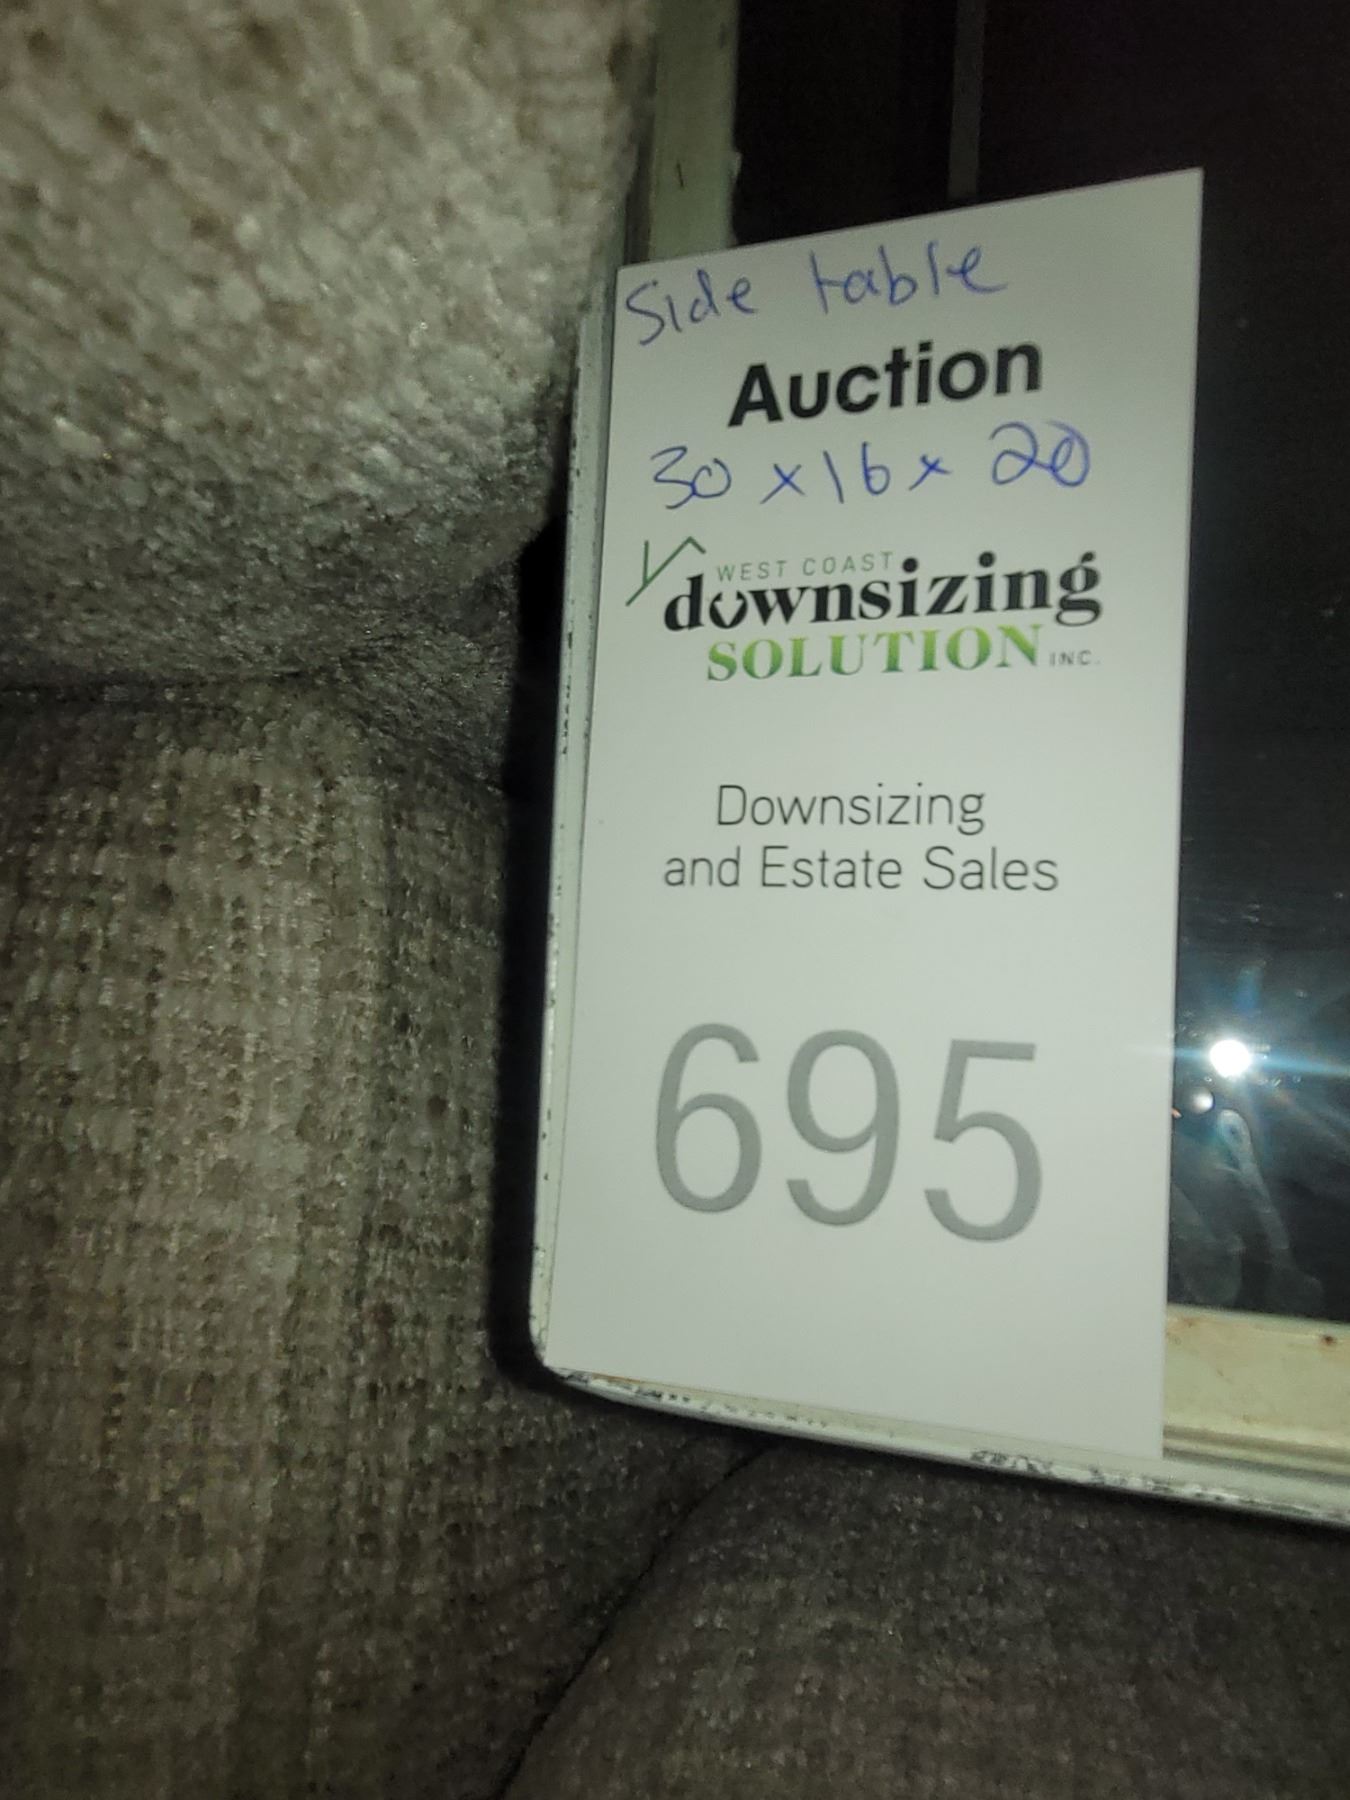 Side table
Auction
30 x 16 x 20
WEST COAST
downsizing
SOLUTION INC.
Downsizing
and Estate Sales
695